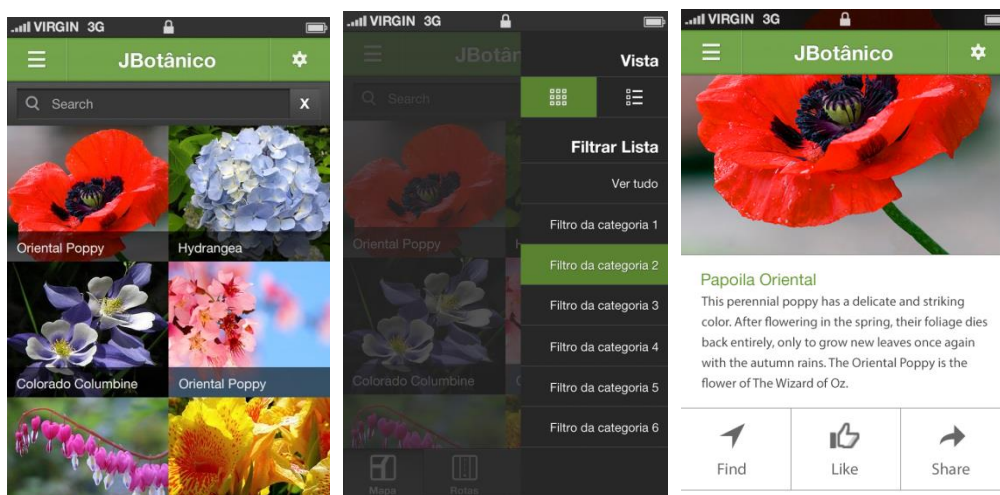 VIRGIN 3G
JBotânico
Search
X
Oriental Poppy
Hydrangea
Colorado Columbine
Oriental Poppy
VIRGIN 3G
JBotân
Search
Vista
Filtrar Lista
Ver tudo
Filtro da categoria 1
Filtro da categoria 2
Filtro da categoria 3
Filtro da categoria 4
Filtro da categoria 5
Filtro da categoria 6
Oriental Poppy
Colorado Columbine
Mapa
Rotas
VIRGIN 3G
JBotânico
Papoila Oriental
This perennial poppy has a delicate and striking
color. After flowering in the spring, their foliage dies
back entirely, only to grow new leaves once again
with the autumn rains. The Oriental Poppy is the
flower of The Wizard of Oz.
Find
Like
Share